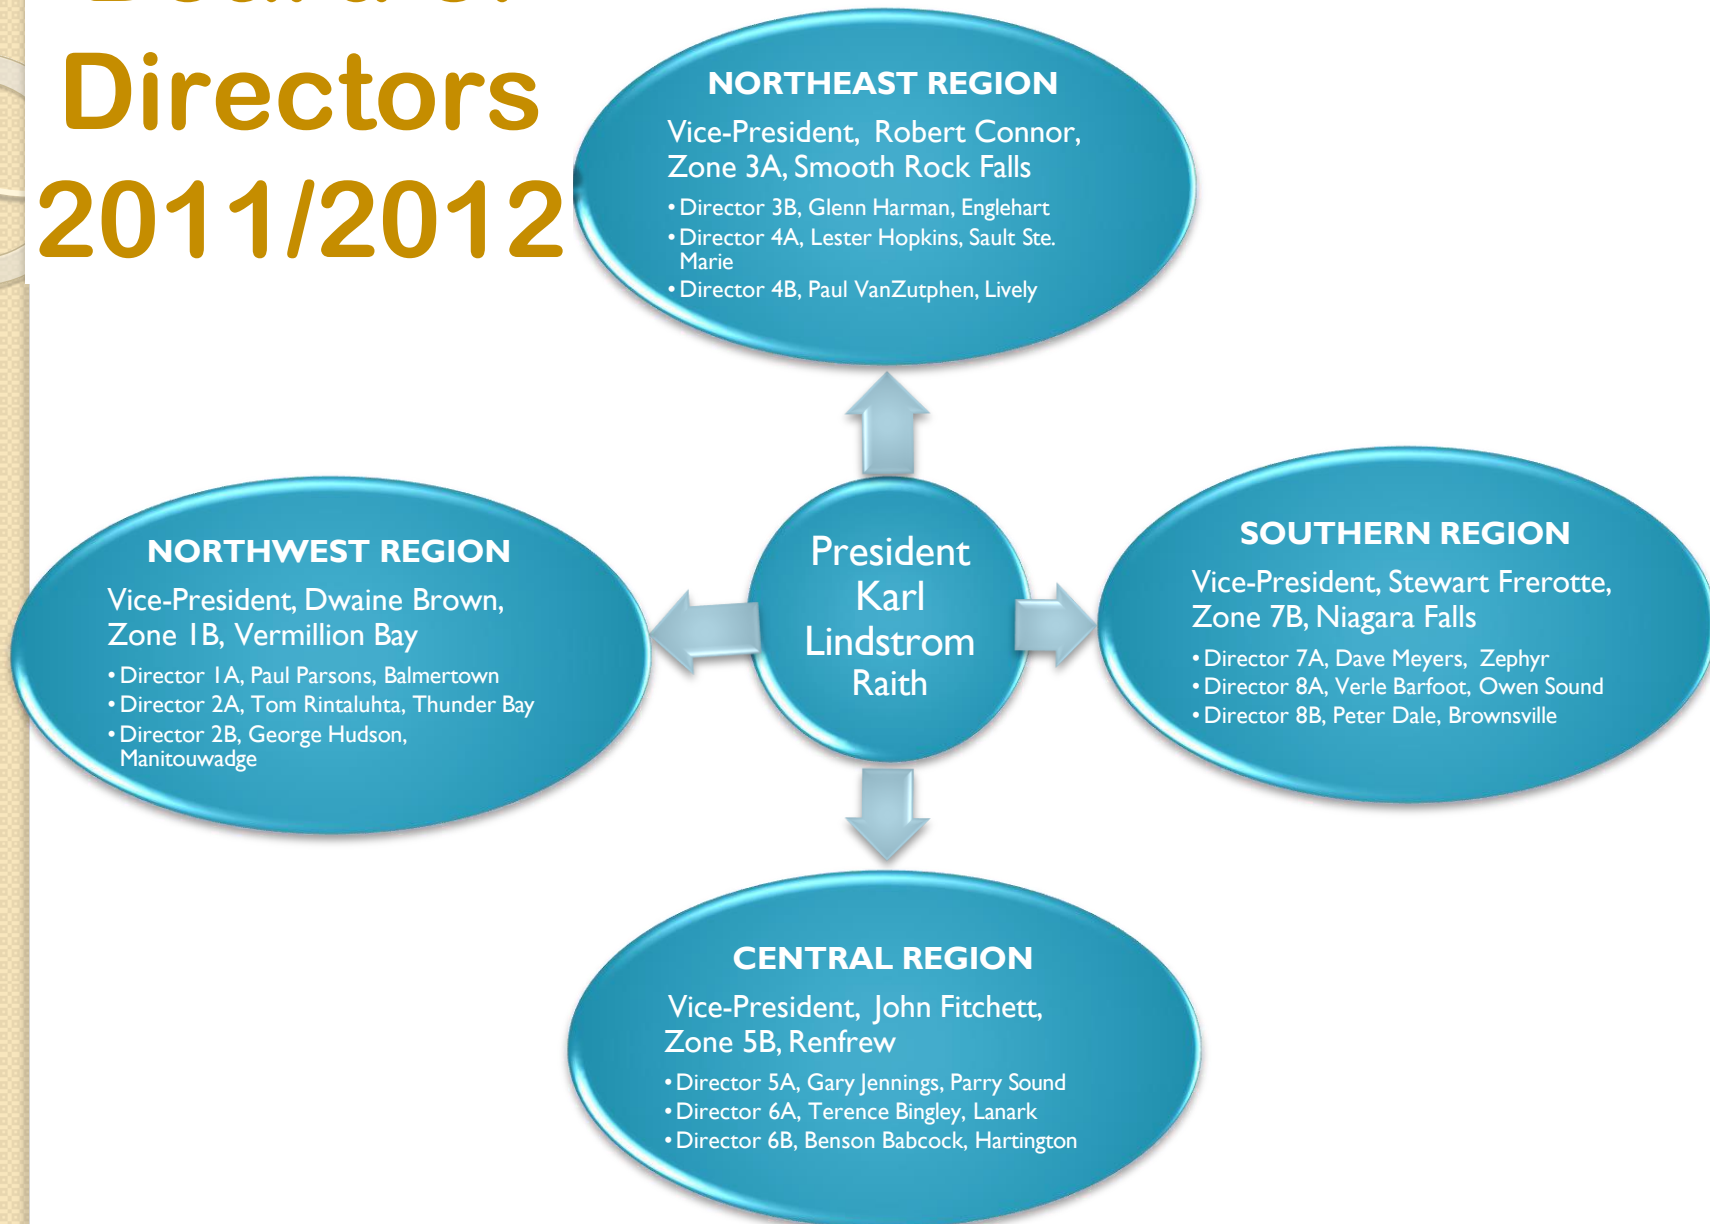 Board of
Directors
2011/2012
NORTHEAST REGION
Vice-President, Robert Connor,
Zone 3A, Smooth Rock Falls
• Director 3B, Glenn Harman, Englehart
• Director 4A, Lester Hopkins, Sault Ste.
Marie
• Director 4B, Paul VanZutphen, Lively
NORTHWEST REGION
Vice-President, Dwaine Brown,
Zone 1B, Vermillion Bay
• Director 1A, Paul Parsons, Balmertown
• Director 2A, Tom Rintaluhta, Thunder Bay
• Director 2B, George Hudson,
Manitouwadge
President
Karl
Lindstrom
Raith
SOUTHERN REGION
Vice-President, Stewart Frerotte,
Zone 7B, Niagara Falls
• Director 7A, Dave Meyers, Zephyr
• Director 8A, Verle Barfoot, Owen Sound
• Director 8B, Peter Dale, Brownsville
CENTRAL REGION
Vice-President, John Fitchett,
Zone 5B, Renfrew
• Director 5A, Gary Jennings, Parry Sound
• Director 6A, Terence Bingley, Lanark
• Director 6B, Benson Babcock, Hartington